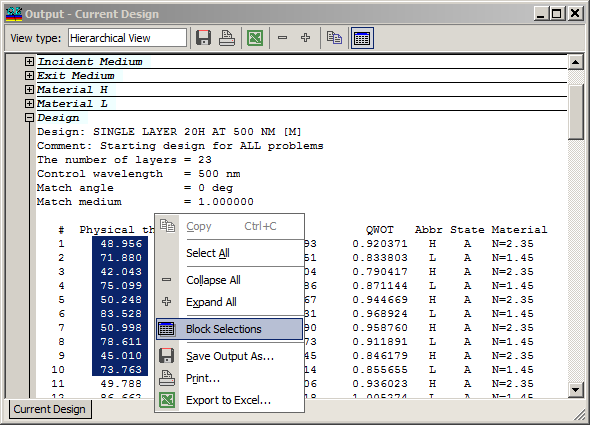 Output - Current Design
View type: Hierarchical View
Incident Medium
Exit Medium
Material H
Material L
Design
Design: SINGLE LAYER 20H AT 500 NM [M]
Comment: Starting design for ALL problems
The number of layers = 23
Control wavelength = 500 nm
Match angle = 0 deg
Match medium = 1.000000
# Physical th QWOT Abbr State Material
1 48.956 93 0.920371 H A N=2.35
2 71.880 51 0.833803 L A N=1.45
3 42.043 04 0.790417 H A N=2.35
4 75.099 86 0.871144 L A N=1.45
5 50.248 67 0.944669 H A N=2.35
6 83.528 31 0.968924 L A N=1.45
7 50.998 90 0.958760 H A N=2.35
8 78.611 73 0.911891 L A N=1.45
9 45.010 45 0.846179 H A N=2.35
10 73.763 14 0.855655 L A N=1.45
11 49.788 06 0.936023 H A N=2.35
12 86.662 18 1.005274 L A N=1.45
Copy Ctrl+C
Select All
Collapse All
Expand All
Block Selections
Save Output As...
Print...
Export to Excel...
Current Design